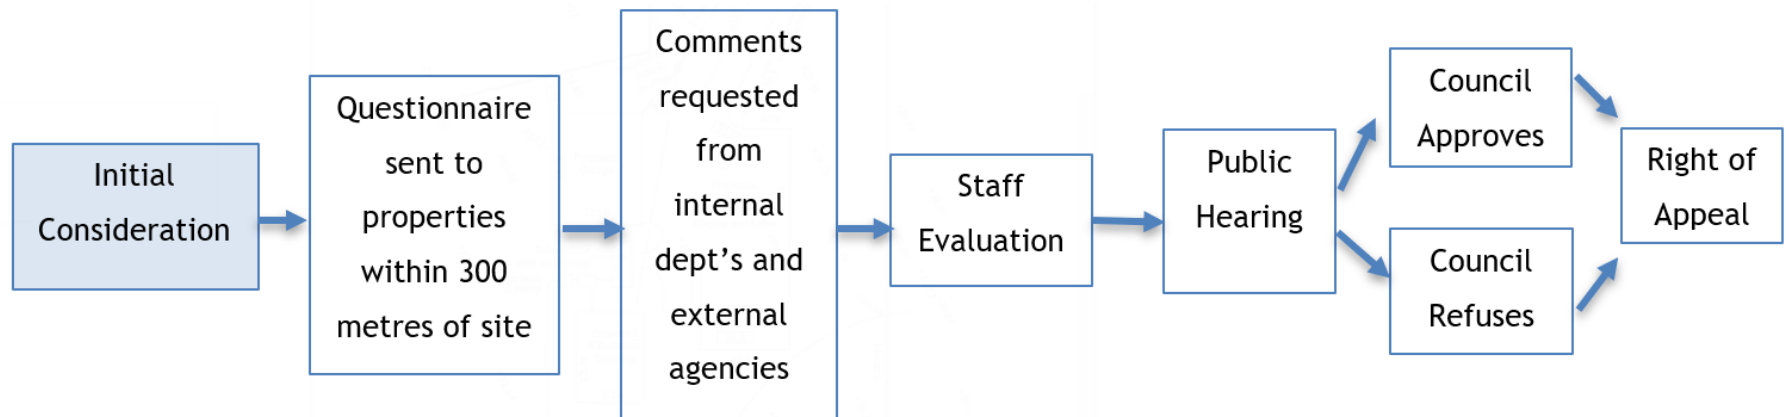 Initial
Consideration
Questionnaire
sent to
properties
within 300
metres of site
Comments
requested
from
internal
dept’s and
external
agencies
Staff
Evaluation
Public
Hearing
Council
Approves
Council
Refuses
Right of
Appeal